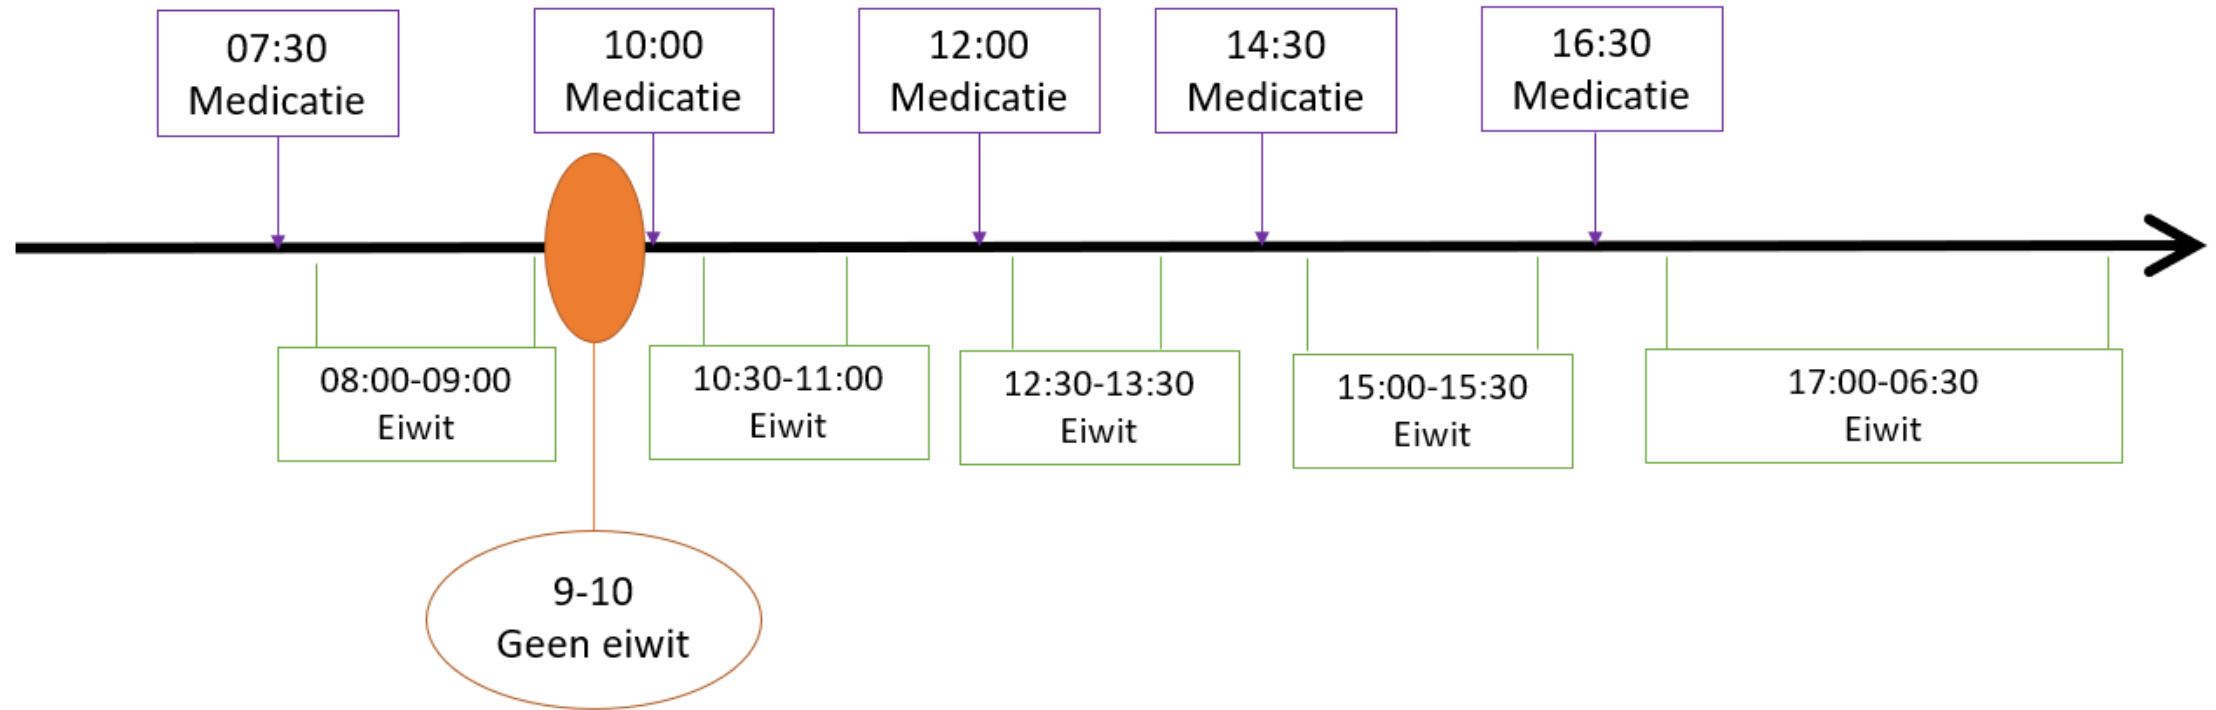 07:30
Medicatie
10:00
Medicatie
12:00
Medicatie
14:30
Medicatie
16:30
Medicatie
08:00-09:00
Eiwit
10:30-11:00
Eiwit
12:30-13:30
Eiwit
15:00-15:30
Eiwit
17:00-06:30
Eiwit
9-10
Geen eiwit